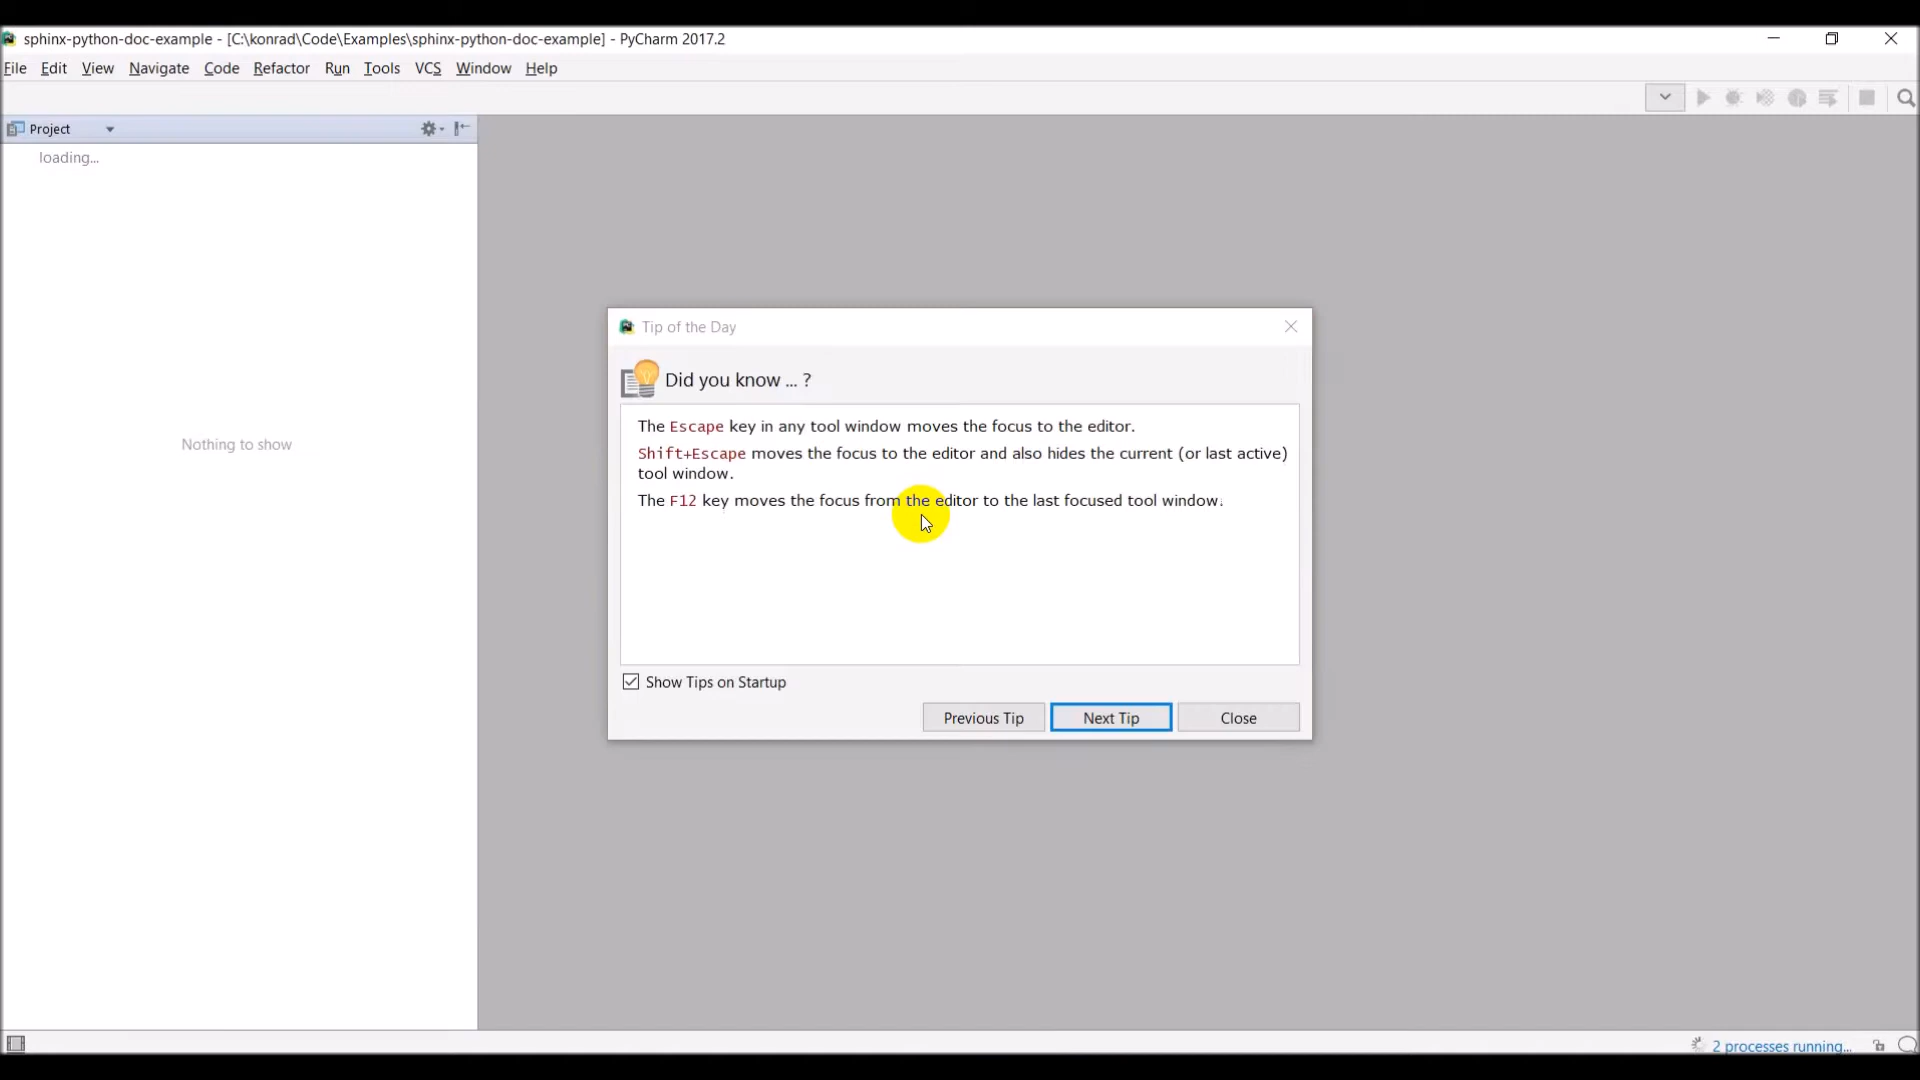 sphinx-python-doc-example - [C:\konrad\Code\Examples\sphinx-python-doc-example] - PyCharm 2017.2
File Edit View Navigate Code Refactor Run Tools VCS Window Help
Project
loading...
Nothing to show
Tip of the Day
Did you know ... ?
The Escape key in any tool window moves the focus to the editor.
Shift+Escape moves the focus to the editor and also hides the current (or last active)
tool window.
The F12 key moves the focus from the editor to the last focused tool window.
Show Tips on Startup
Previous Tip Next Tip Close
2 processes running...